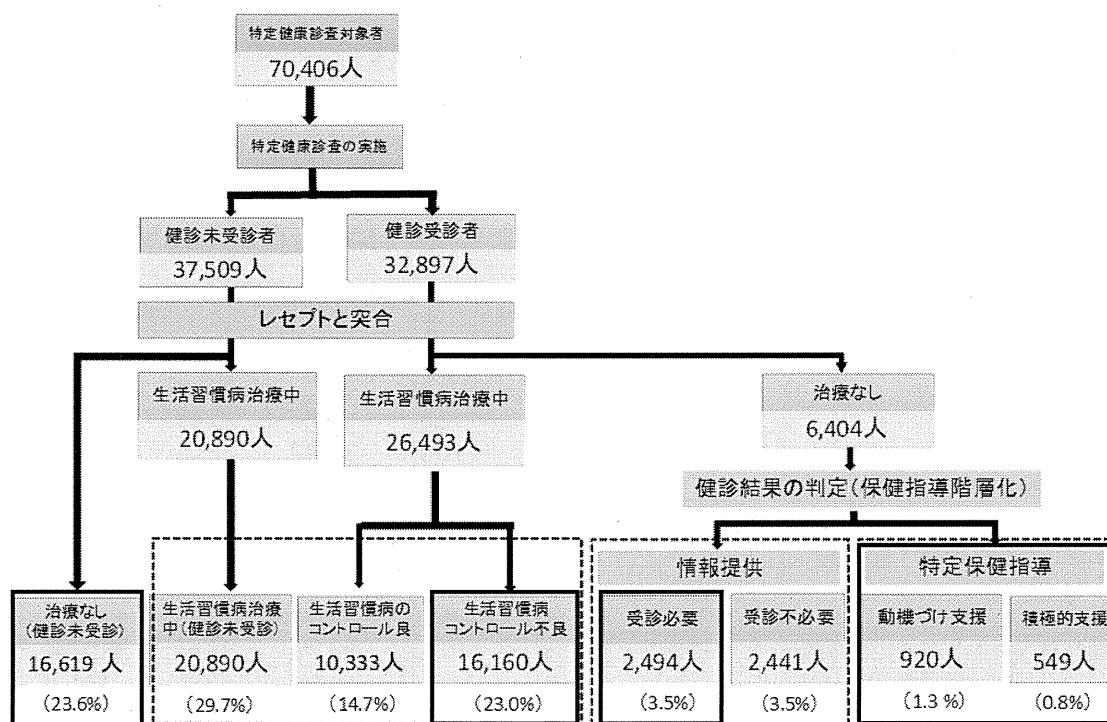 特定健康診査対象者
70,406人
特定健康診査の実施
健診未受診者
37,509人
健診受診者
32,897人
レセプトと突合
生活習慣病治療中
20,890人
生活習慣病治療中
26,493人
治療なし
6,404人
健診結果の判定(保健指導階層化)
情報提供
特定保健指導
治療なし
(健診未受診)
16,619 人
(23.6%)
生活習慣病治療
中(健診未受診)
20,890人
(29.7%)
生活習慣病の
コントロール良
10,333人
(14.7%)
生活習慣病
コントロール不良
16,160人
(23.0%)
受診必要
2,494人
(3.5%)
受診不必要
2,441人
(3.5%)
動機づけ支援
920人
(1.3 %)
積極的支援
549人
(0.8%)